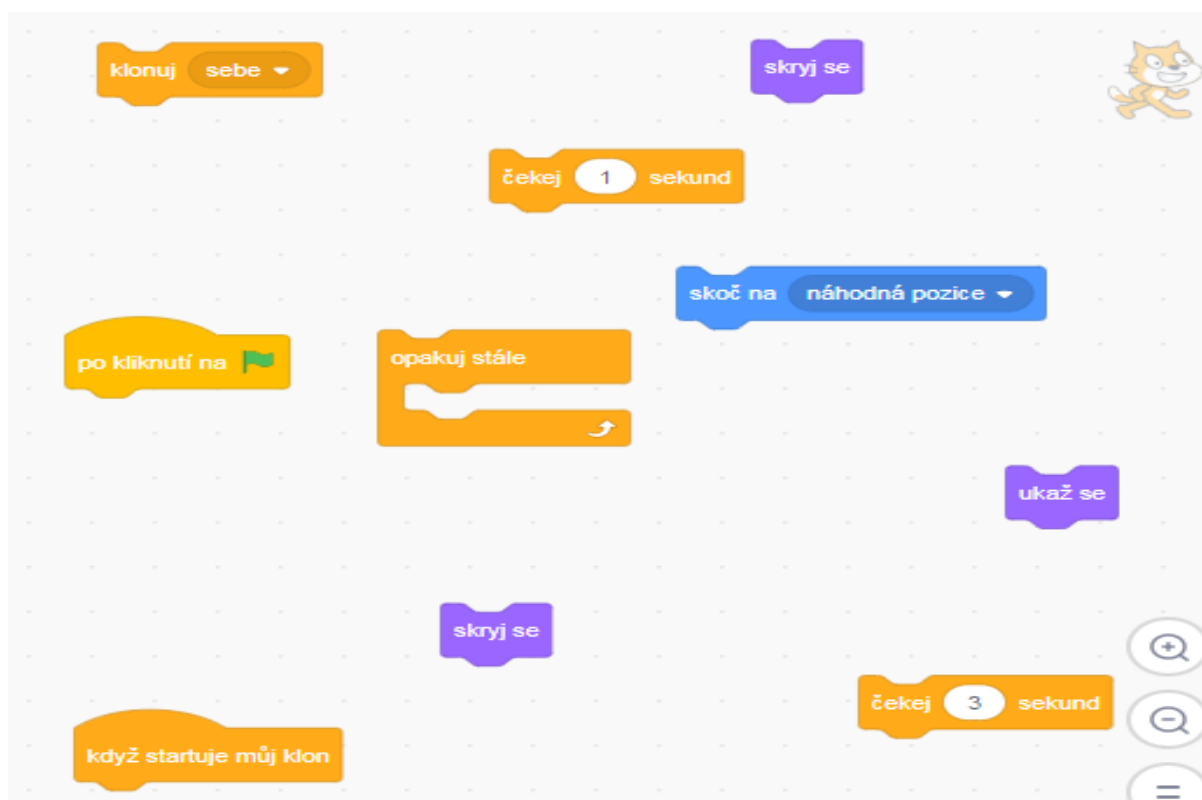 klonuj sebe
skryj se
čekej 1 sekund
skoč na náhodná pozice
po kliknutí na
opakuj stále
ukaž se
skryj se
čekej 3 sekund
když startuje můj klon